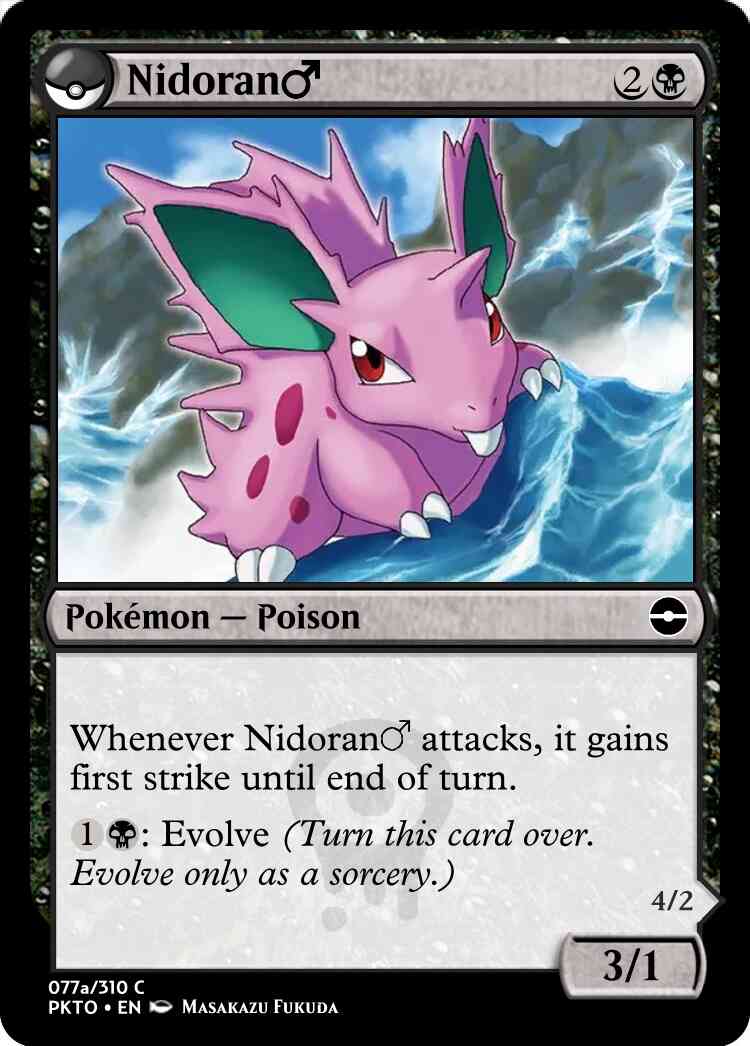 Nidoran♂ 2
Pokémon — Poison
Whenever Nidoran♂ attacks, it gains
first strike until end of turn.
1: Evolve (Turn this card over.
Evolve only as a sorcery.)
4/2
3/1
077a/310 C
PKTO • EN Masakazu Fukuda